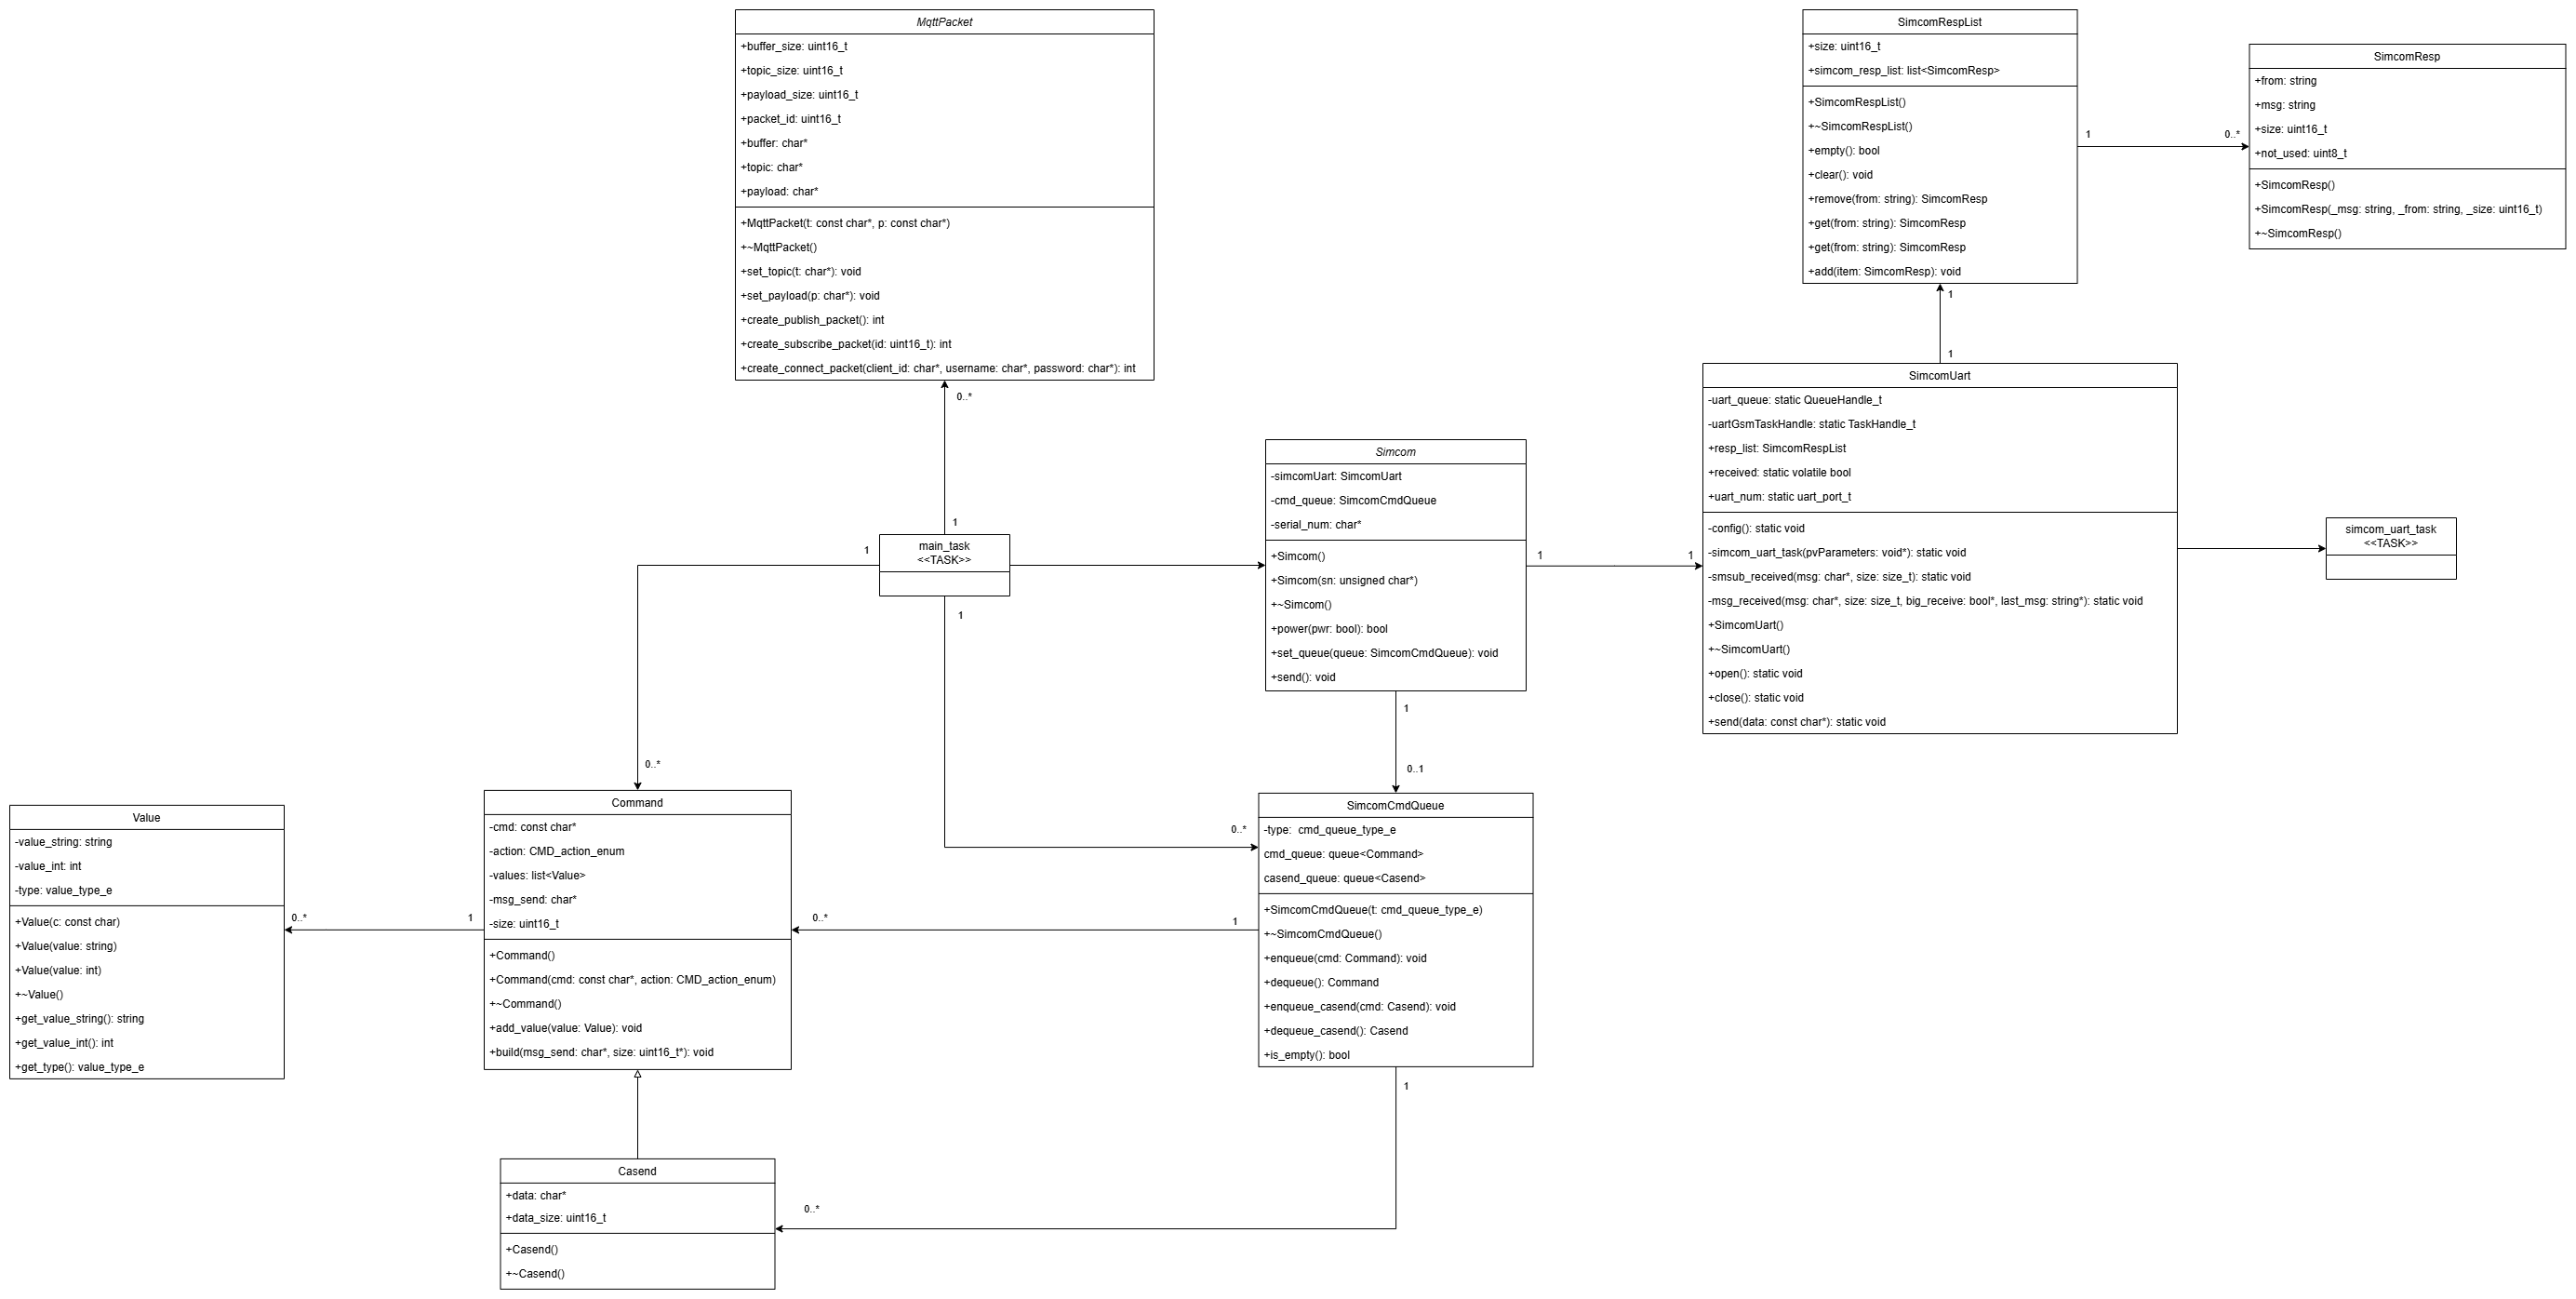 MqttPacket
+buffer_size: uint16_t
+topic_size: uint16_t
+payload_size: uint16_t
+packet_id: uint16_t
+buffer: char*
+topic: char*
+payload: char*
+MqttPacket(t: const char*, p: const char*)
+~MqttPacket()
+set_topic(t: char*): void
+set_payload(p: char*): void
+create_publish_packet(): int
+create_subscribe_packet(id: uint16_t): int
+create_connect_packet(client_id: char*, username: char*, password: char*): int
0..*
1
SimcomRespList
+size: uint16_t
+simcom_resp_list: list<SimcomResp>
+SimcomRespList()
+~SimcomRespList()
+empty(): bool
+clear(): void
+remove(from: string): SimcomResp
+get(from: string): SimcomResp
+get(from: string): SimcomResp
+add(item: SimcomResp): void
1
0..*
SimcomResp
+from: string
+msg: string
+size: uint16_t
+not_used: uint8_t
+SimcomResp()
+SimcomResp(_msg: string, _from: string, _size: uint16_t)
+~SimcomResp()
1
1
SimcomUart
-uart_queue: static QueueHandle_t
-uartGsmTaskHandle: static TaskHandle_t
+resp_list: SimcomRespList
+received: static volatile bool
+uart_num: static uart_port_t
-config(): static void
-simcom_uart_task(pvParameters: void*): static void
-smsub_received(msg: char*, size: size_t): static void
-msg_received(msg: char*, size: size_t, big_receive: bool*, last_msg: string*): static void
+SimcomUart()
+~SimcomUart()
+open(): static void
+close(): static void
+send(data: const char*): static void
simcom_uart_task
<<TASK>>
Simcom
-simcomUart: SimcomUart
-cmd_queue: SimcomCmdQueue
-serial_num: char*
+Simcom()
+Simcom(sn: unsigned char*)
+~Simcom()
+power(pwr: bool): bool
+set_queue(queue: SimcomCmdQueue): void
+send(): void
1
1
1
0..1
1
main_task
<<TASK>>
1
0..*
0..*
Value
-value_string: string
-value_int: int
-type: value_type_e
+Value(c: const char)
+Value(value: string)
+Value(value: int)
+~Value()
+get_value_string(): string
+get_value_int(): int
+get_type(): value_type_e
0..*
1
Command
-cmd: const char*
-action: CMD_action_enum
-values: list<Value>
-msg_send: char*
-size: uint16_t
+Command()
+Command(cmd: const char*, action: CMD_action_enum)
+~Command()
+add_value(value: Value): void
+build(msg_send: char*, size: uint16_t*): void
0..*
1
SimcomCmdQueue
-type:  cmd_queue_type_e
cmd_queue: queue<Command>
casend_queue: queue<Casend>
+SimcomCmdQueue(t: cmd_queue_type_e)
+~SimcomCmdQueue()
+enqueue(cmd: Command): void
+dequeue(): Command
+enqueue_casend(cmd: Casend): void
+dequeue_casend(): Casend
+is_empty(): bool
1
0..*
Casend
+data: char*
+data_size: uint16_t
+Casend()
+~Casend()